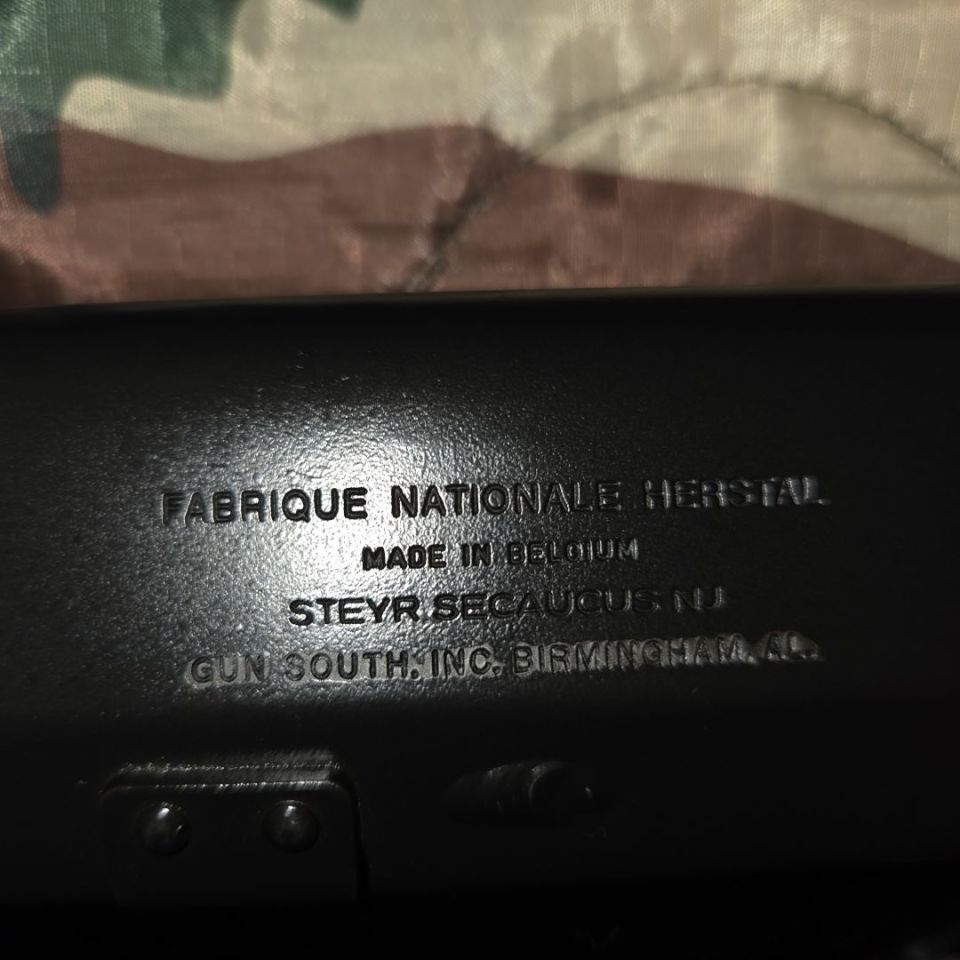 FABRIQUE NATIONALE HERSTAL
MADE IN BELGIUM
STEYR SECAUCUS NJ
GUN SOUTH, INC. BIRMINGHAM, AL.